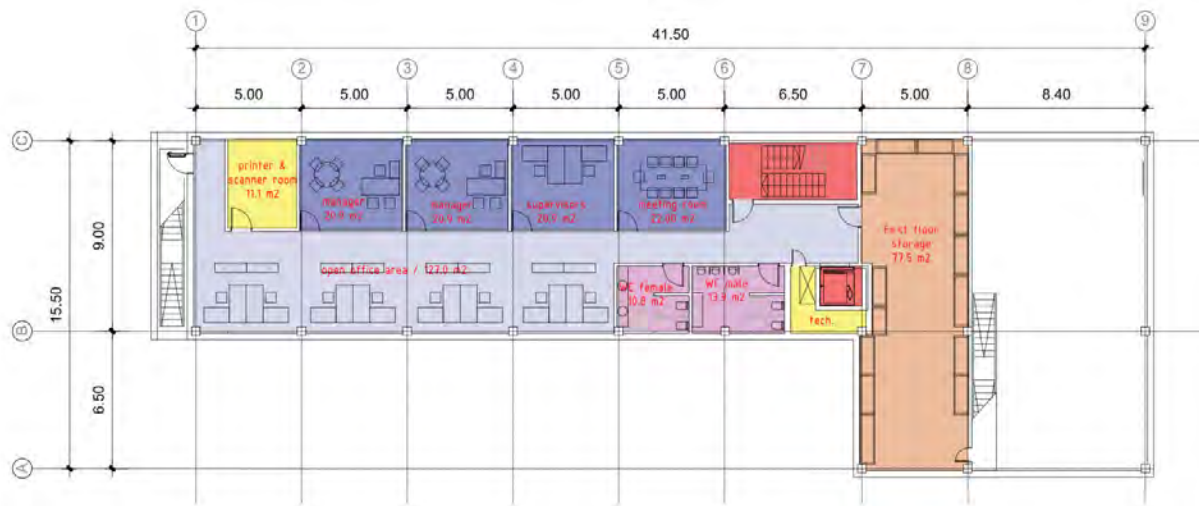 1
9
41.50
2
3
4
5
6
7
8
5.00
5.00
5.00
5.00
5.00
6.50
5.00
8.40
C
printer &
scanner room
11.1 m2
manager
20.9 m2
manager
20.9 m2
supervisors
20.9 m2
meeting room
22.00 m2
9.00
First floor
storage
77.5 m2
open office area / 127.0 m2
WC female
10.8 m2
WC male
13.9 m2
15.50
tech.
B
6.50
A